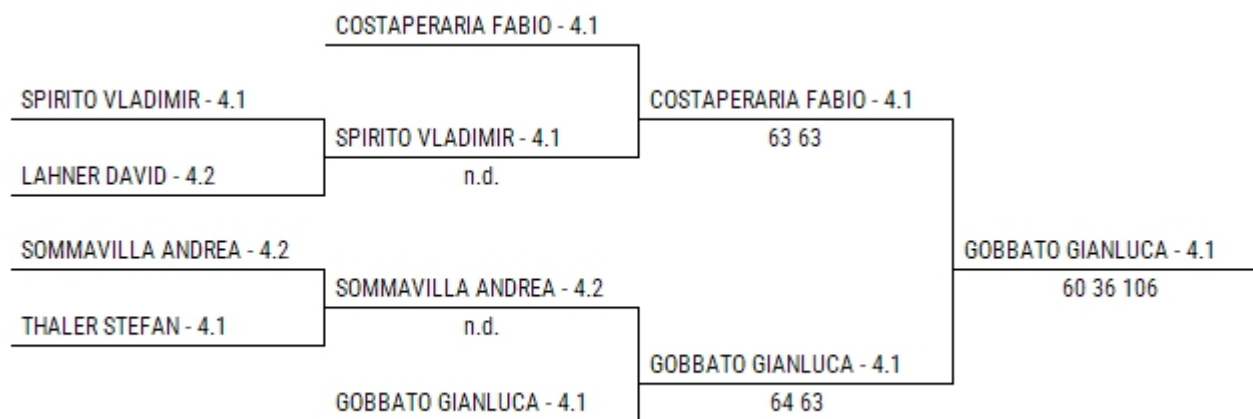 COSTAPERARIA FABIO - 4.1
SPIRITO VLADIMIR - 4.1
COSTAPERARIA FABIO - 4.1
SPIRITO VLADIMIR - 4.1
63 63
LAHNER DAVID - 4.2
n.d.
SOMMAVILLA ANDREA - 4.2
GOBBATO GIANLUCA - 4.1
SOMMAVILLA ANDREA - 4.2
60 36 106
THALER STEFAN - 4.1
n.d.
GOBBATO GIANLUCA - 4.1
GOBBATO GIANLUCA - 4.1
64 63